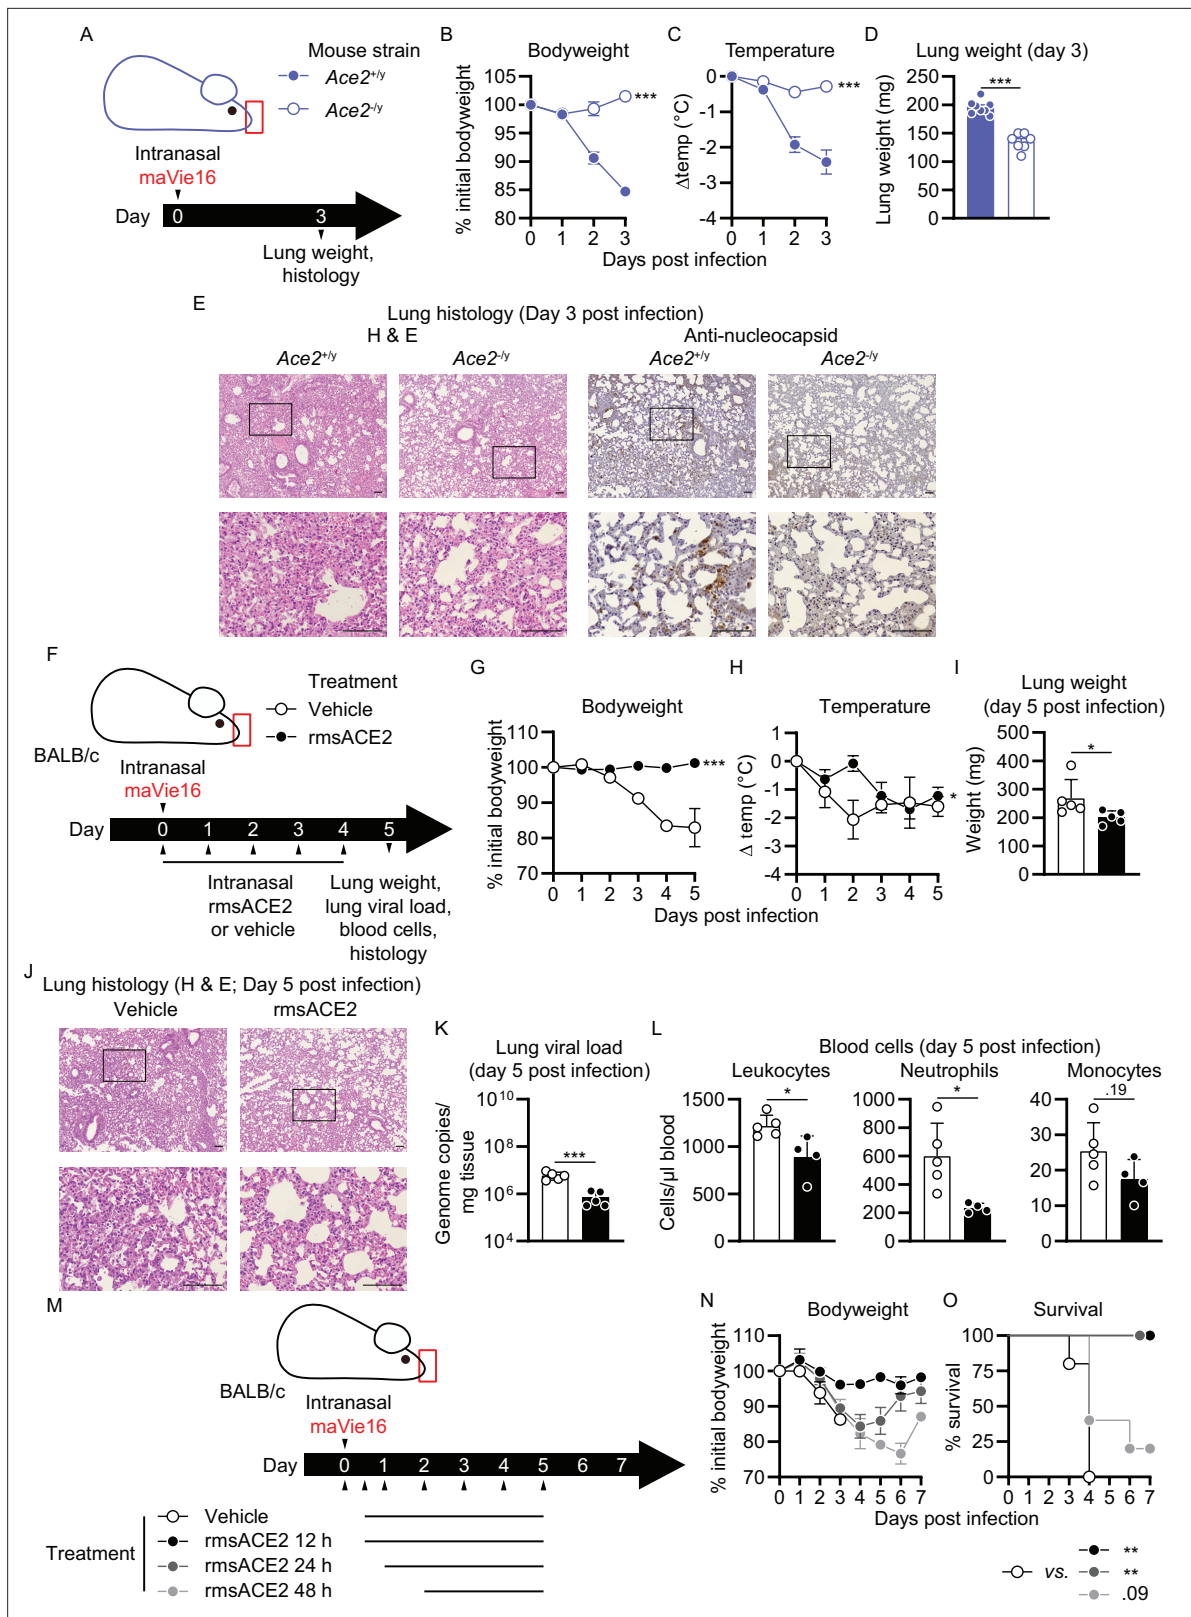 A
Mouse strain
Ace2+/y
Ace2-/y
Intranasal
maVie16
Day 0 3
Lung weight,
histology
B
Bodyweight
% initial bodyweight
105
100
95
90
85
80
0 1 2 3
***
C
Temperature
Δtemp (°C)
0
-1
-2
-3
-4
0 1 2 3
***
Days post infection
D
Lung weight (day 3)
Lung weight (mg)
250
200
150
100
50
0
***
E
Lung histology (Day 3 post infection)
H & E Anti-nucleocapsid
Ace2+/y Ace2-/y Ace2+/y Ace2-/y
F
Treatment
Vehicle
rmsACE2
BALB/c
Intranasal
maVie16
Day 0 1 2 3 4 5
Intranasal
rmsACE2
or vehicle
Lung weight,
lung viral load,
blood cells,
histology
G
Bodyweight
% initial bodyweight
110
100
90
80
70
0 1 2 3 4 5
***
H
Temperature
Δ temp (°C)
1
0
-1
-2
-3
-4
0 1 2 3 4 5
*
Days post infection
I
Lung weight
(day 5 post infection)
Weight (mg)
500
400
300
200
100
0
*
J
Lung histology (H & E; Day 5 post infection)
Vehicle rmsACE2
K
Lung viral load
(day 5 post infection)
Genome copies/
mg tissue
10^10
10^8
10^6
10^4
***
L
Blood cells (day 5 post infection)
Leukocytes
Cells/µl blood
1500
1000
500
0
*
Neutrophils
1000
800
600
400
200
0
*
Monocytes
40
30
20
10
0
.19
M
BALB/c
Intranasal
maVie16
Day 0 1 2 3 4 5 6 7
Treatment
Vehicle
rmsACE2 12 h
rmsACE2 24 h
rmsACE2 48 h
N
Bodyweight
% initial bodyweight
110
100
90
80
70
0 1 2 3 4 5 6 7
O
Survival
% survival
100
75
50
25
0
0 1 2 3 4 5 6 7
Days post infection
vs.
**
**
.09